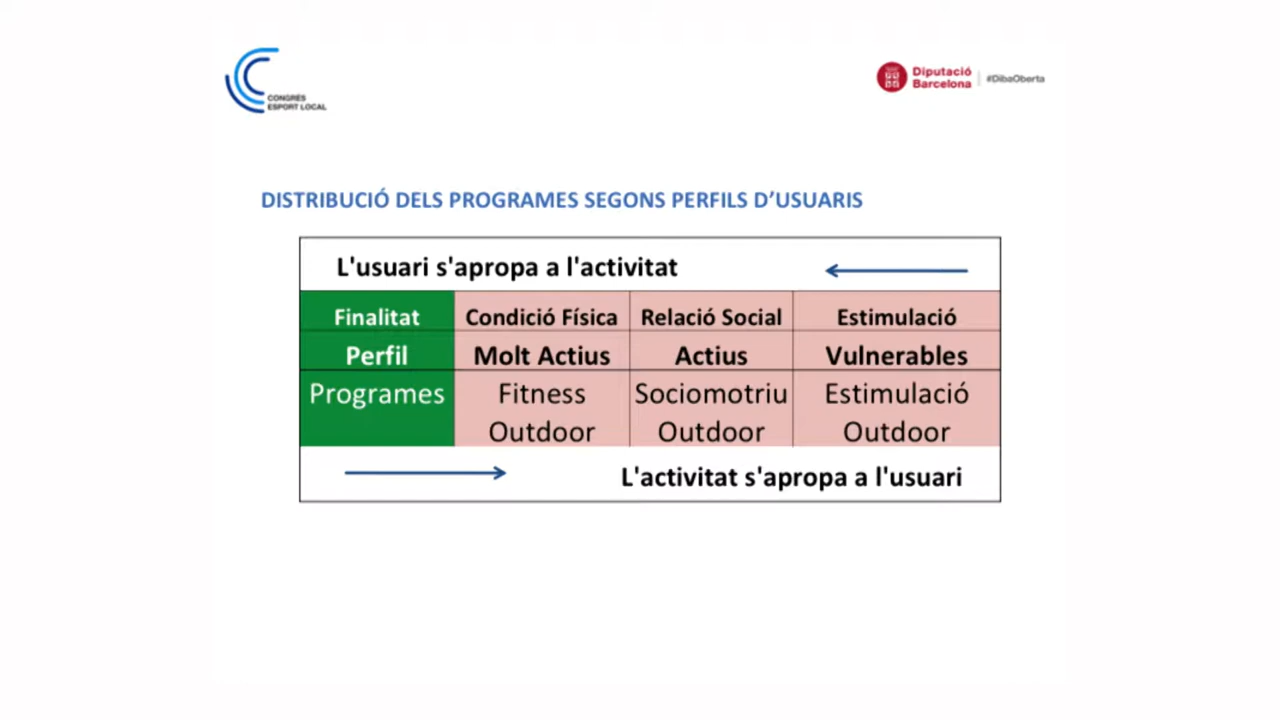 CONGRÉS
ESPORT LOCAL
Diputació
Barcelona
#DibaOberta
DISTRIBUCIÓ DELS PROGRAMES SEGONS PERFILS D'USUARIS
L'usuari s'apropa a l'activitat
Finalitat Condició Física Relació Social Estimulació
Perfil Molt Actius Actius Vulnerables
Programes Fitness Sociomotriu Estimulació
Outdoor Outdoor Outdoor
L'activitat s'apropa a l'usuari